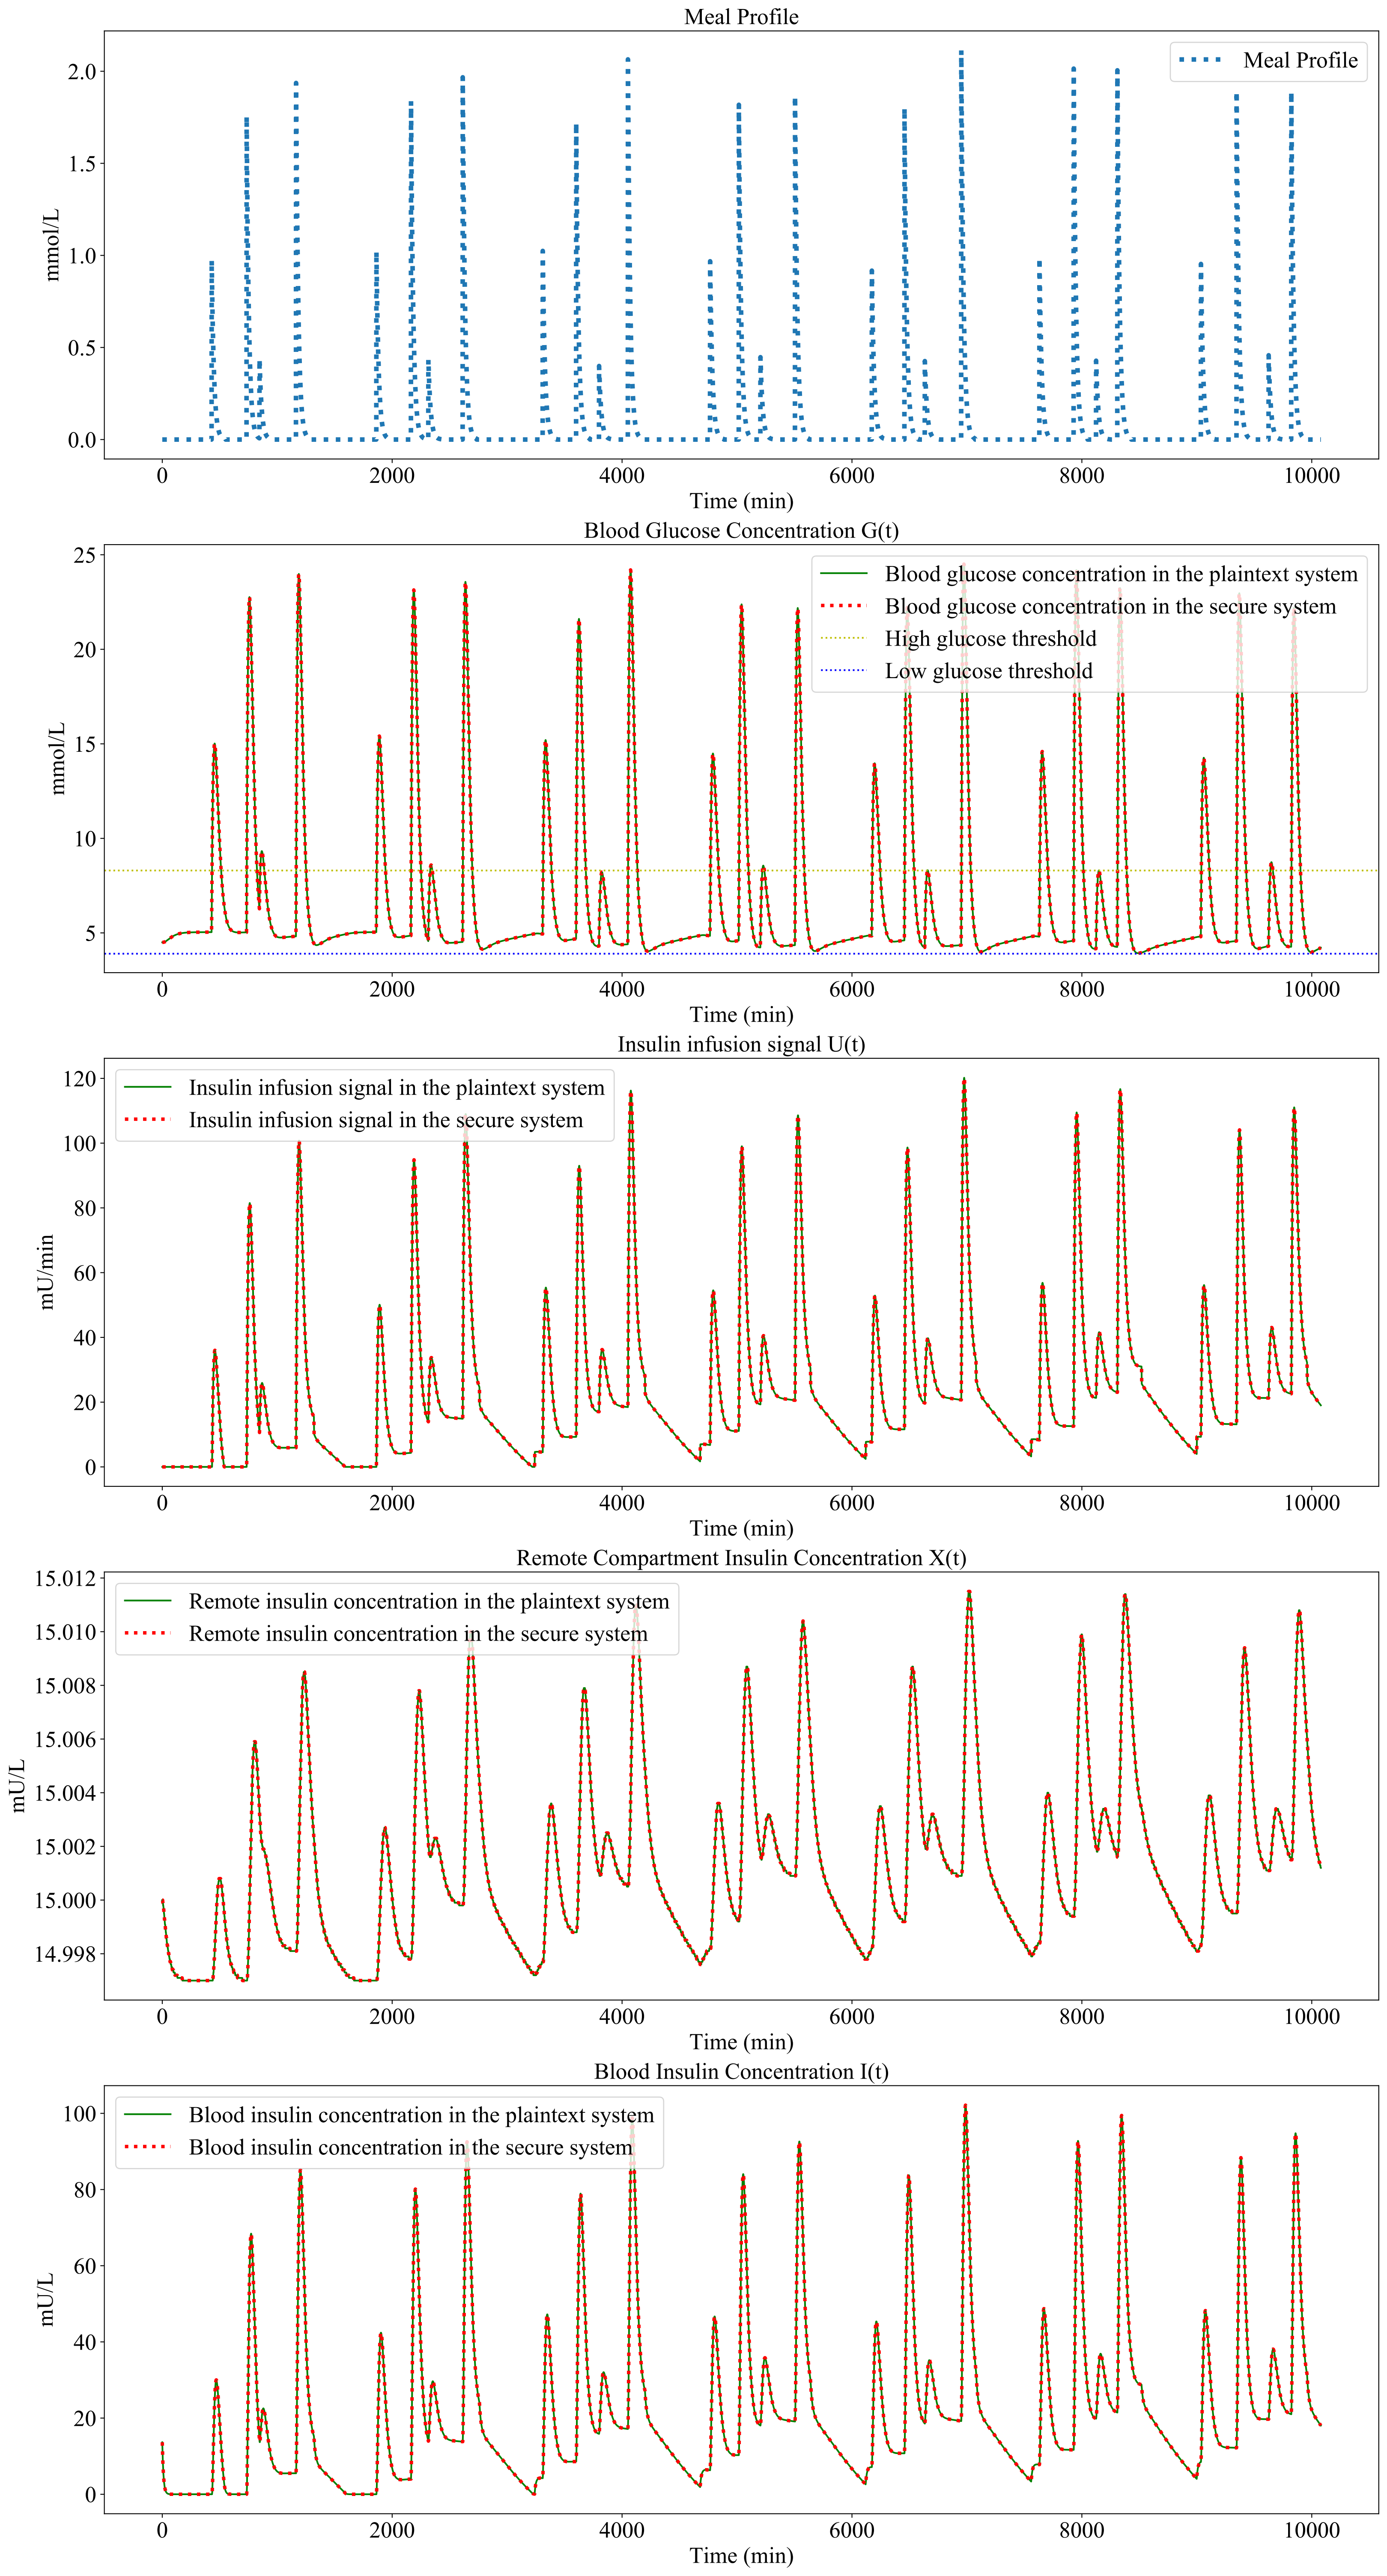 Meal Profile
2.0
1.5
1.0
0.5
0.0
mmol/L
Meal Profile
0 2000 4000 6000 8000 10000
Time (min)
Blood Glucose Concentration G(t)
25
20
15
10
5
mmol/L
Blood glucose concentration in the plaintext system
Blood glucose concentration in the secure system
High glucose threshold
Low glucose threshold
0 2000 4000 6000 8000 10000
Time (min)
Insulin infusion signal U(t)
120
100
80
60
40
20
0
mU/min
Insulin infusion signal in the plaintext system
Insulin infusion signal in the secure system
0 2000 4000 6000 8000 10000
Time (min)
Remote Compartment Insulin Concentration X(t)
15.012
15.010
15.008
15.006
15.004
15.002
15.000
14.998
mU/L
Remote insulin concentration in the plaintext system
Remote insulin concentration in the secure system
0 2000 4000 6000 8000 10000
Time (min)
Blood Insulin Concentration I(t)
100
80
60
40
20
0
mU/L
Blood insulin concentration in the plaintext system
Blood insulin concentration in the secure system
0 2000 4000 6000 8000 10000
Time (min)